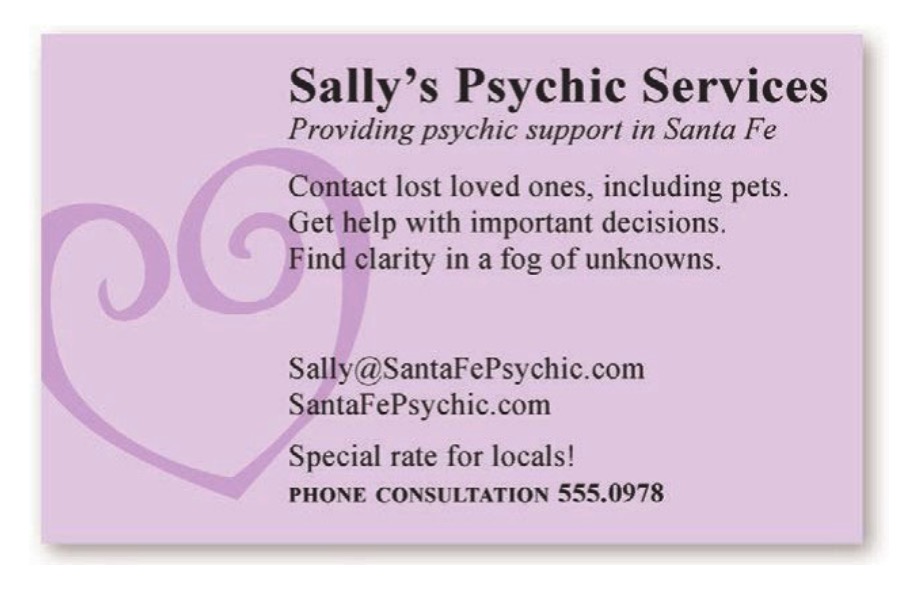 Sally’s Psychic Services
Providing psychic support in Santa Fe
Contact lost loved ones, including pets.
Get help with important decisions.
Find clarity in a fog of unknowns.
Sally@SantaFePsychic.com
SantaFePsychic.com
Special rate for locals!
PHONE CONSULTATION 555.0978